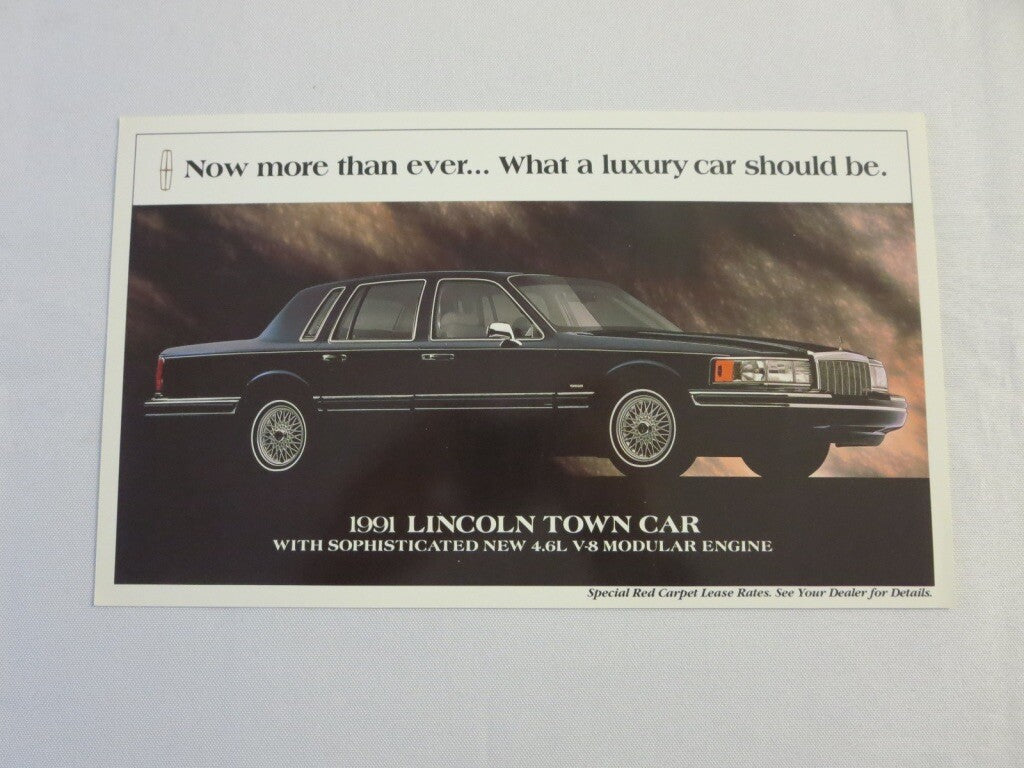 Now more than ever... What a luxury car should be.
1991 LINCOLN TOWN CAR
WITH SOPHISTICATED NEW 4.6L V-8 MODULAR ENGINE
Special Red Carpet Lease Rates. See Your Dealer for Details.